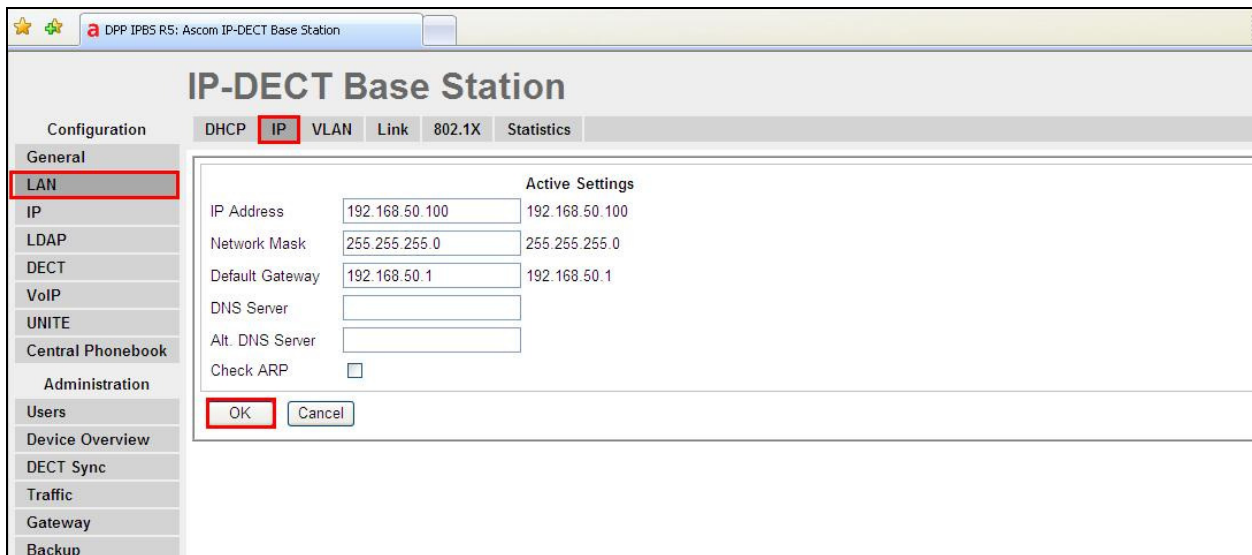 a DPP IPBS R5: Ascom IP-DECT Base Station
IP-DECT Base Station
Configuration
General
LAN
IP
LDAP
DECT
VoIP
UNITE
Central Phonebook
Administration
Users
Device Overview
DECT Sync
Traffic
Gateway
Backup
DHCP IP VLAN Link 802.1X Statistics
Active Settings
IP Address 192.168.50.100 192.168.50.100
Network Mask 255.255.255.0 255.255.255.0
Default Gateway 192.168.50.1 192.168.50.1
DNS Server
Alt. DNS Server
Check ARP
OK Cancel